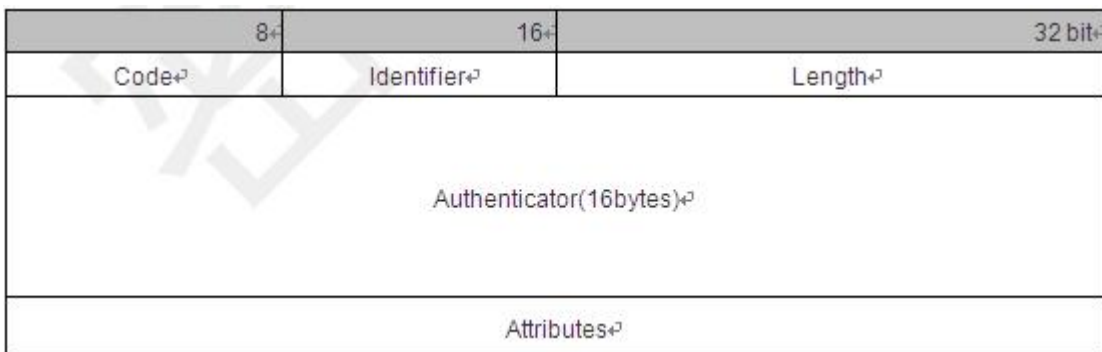 8 16 32 bit
Code Identifier Length
Authenticator(16bytes)
Attributes